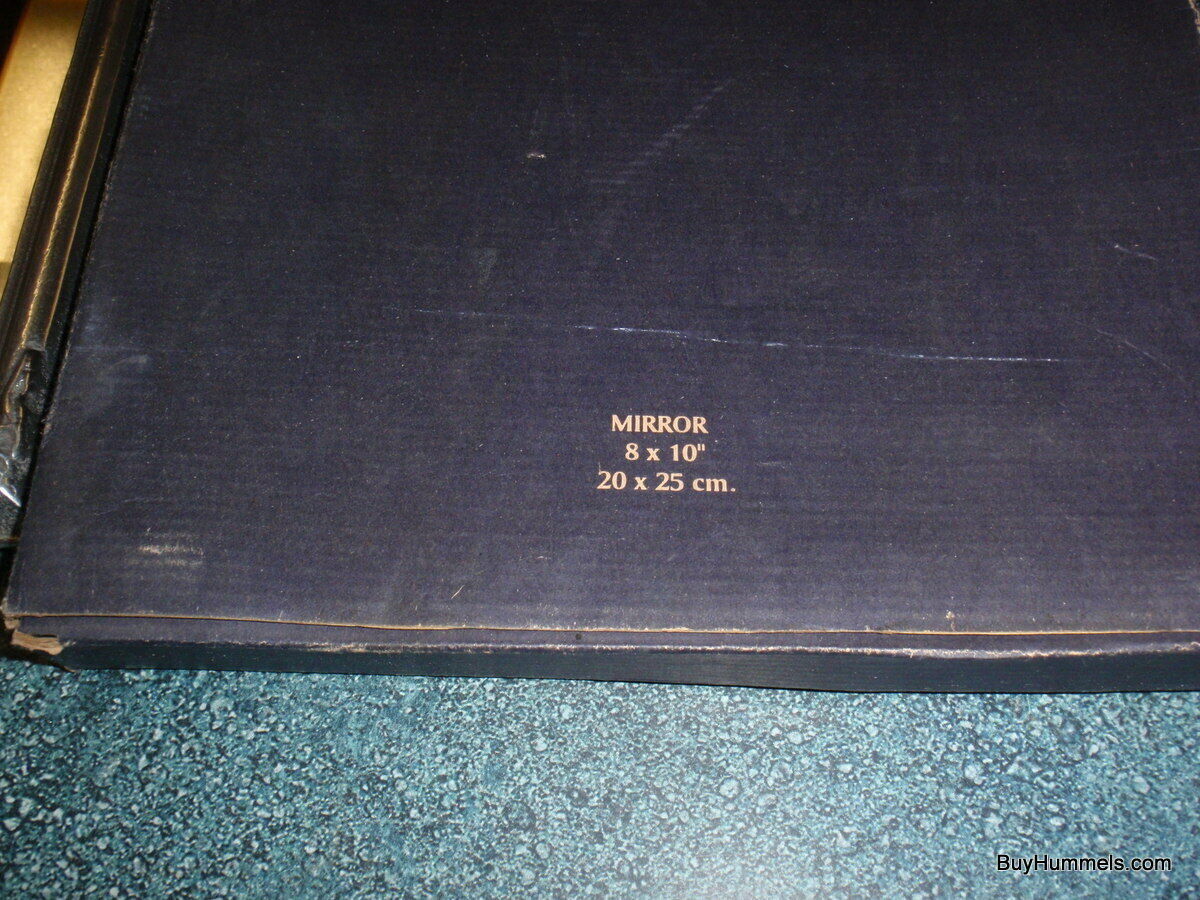 MIRROR
8 x 10"
20 x 25 cm.
BuyHummels.com